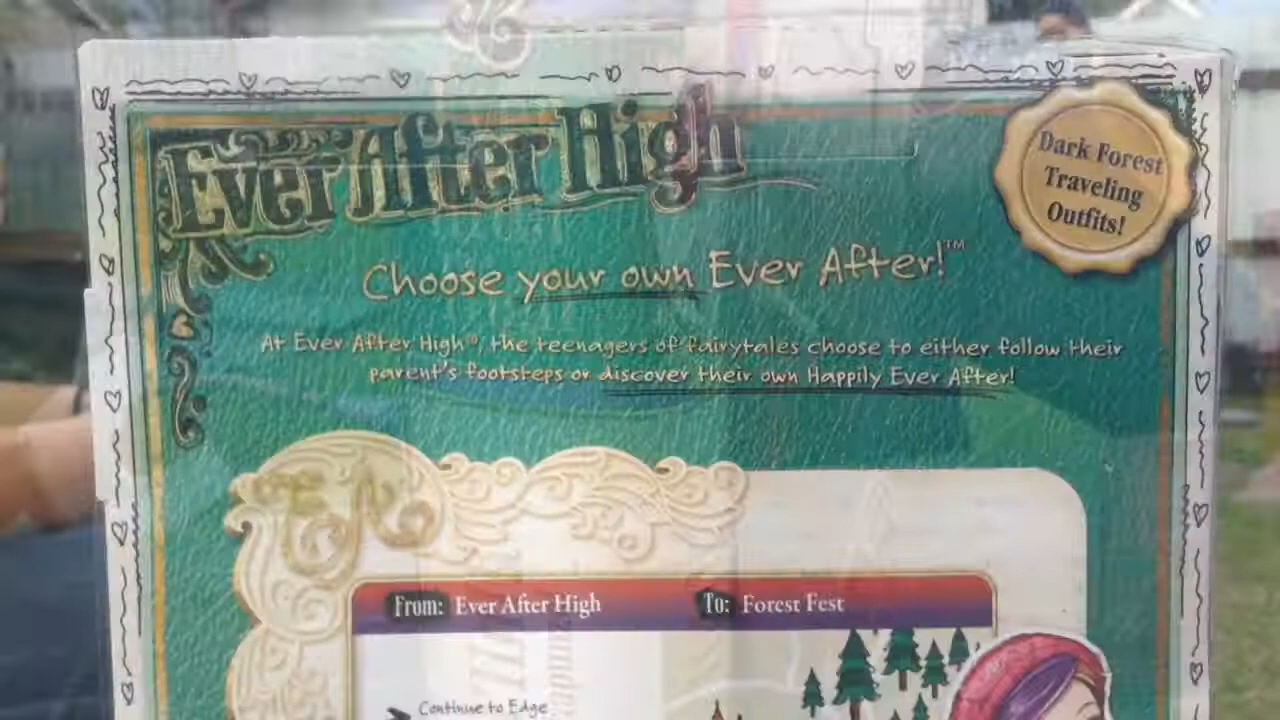 Ever After High
Dark Forest
Traveling
Outfits!
Choose your own Ever After!™
At Ever After High®, the teenagers of fairytales choose to either follow their
parent's footsteps or discover their own Happily Ever After!
From: Ever After High To: Forest Fest
Continue to Edge